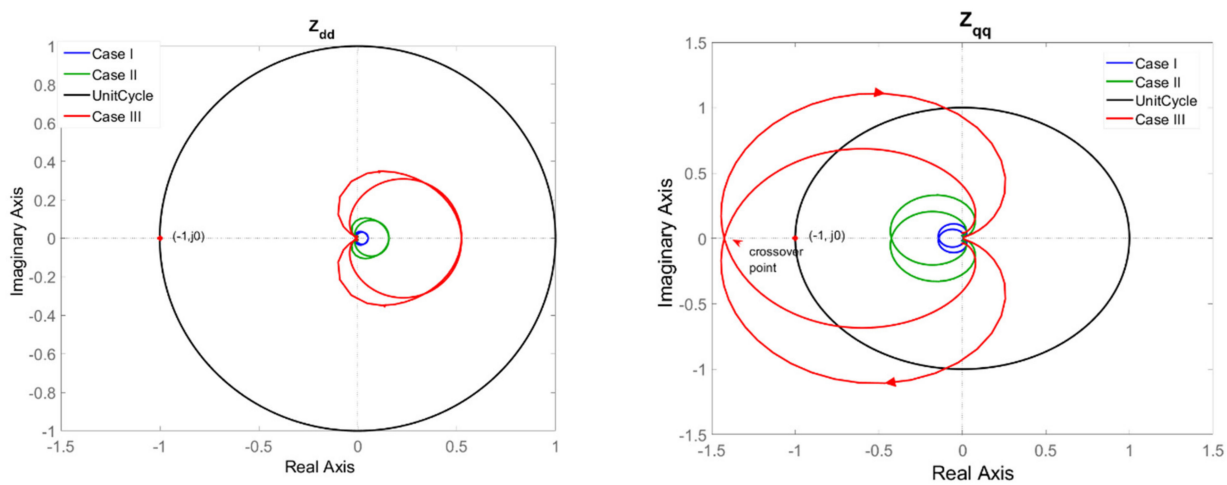 Z_dd
Case I
Case II
UnitCycle
Case III
1
0.8
0.6
0.4
0.2
0
-0.2
-0.4
-0.6
-0.8
-1
Imaginary Axis
(-1,j0)
-1.5
-1
-0.5
0
0.5
1
Real Axis
Z_qq
Case I
Case II
UnitCycle
Case III
1.5
1
0.5
0
-0.5
-1
-1.5
Imaginary Axis
(-1, j0)
crossover
point
-1.5
-1
-0.5
0
0.5
1
1.5
Real Axis